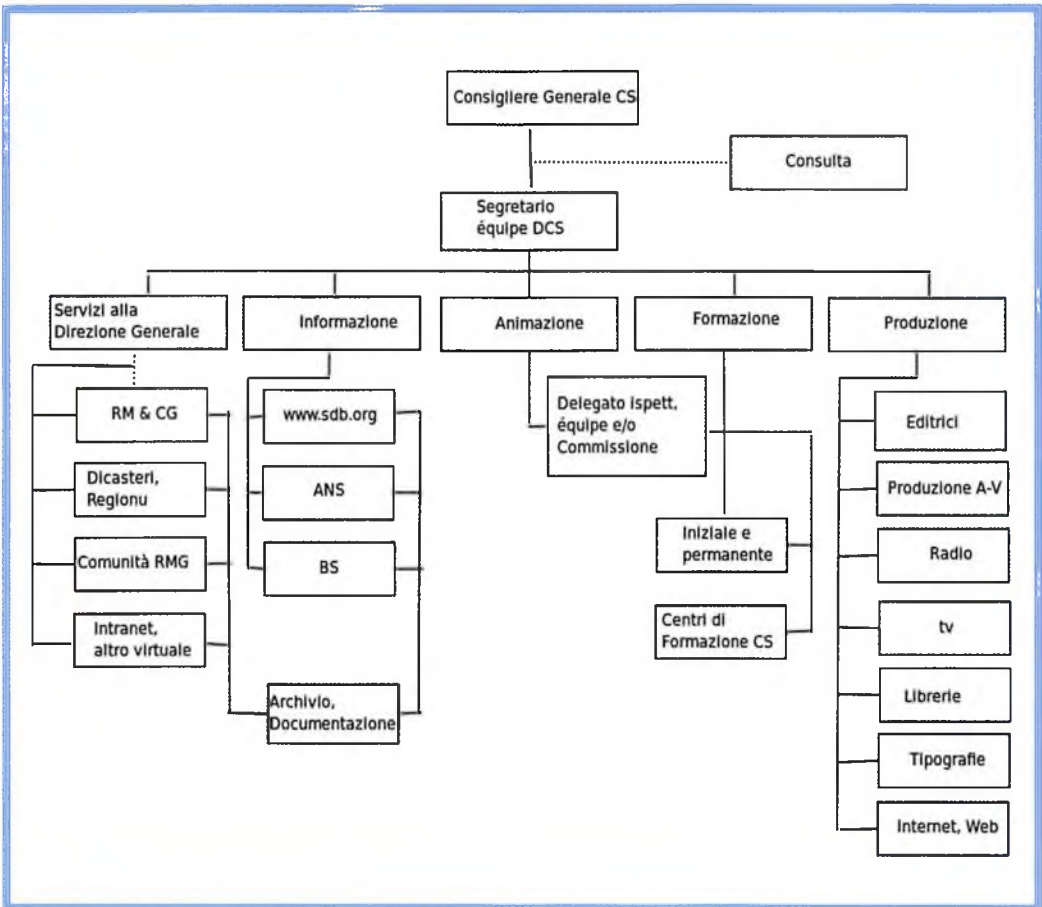 Consigliere Generale CS
Consulta
Segretario
équipe DCS
Servizi alla
Direzione Generale
Informazione
Animazione
Formazione
Produzione
RM & CG
Dicasteri,
Regionu
Comunità RMG
Intranet,
altro virtuale
www.sdb.org
ANS
BS
Archivio,
Documentazione
Delegato ispett,
équipe e/o
Commissione
Iniziale e
permanente
Centri di
Formazione CS
Editrici
Produzione A-V
Radio
tv
Librerie
Tipografie
Internet, Web